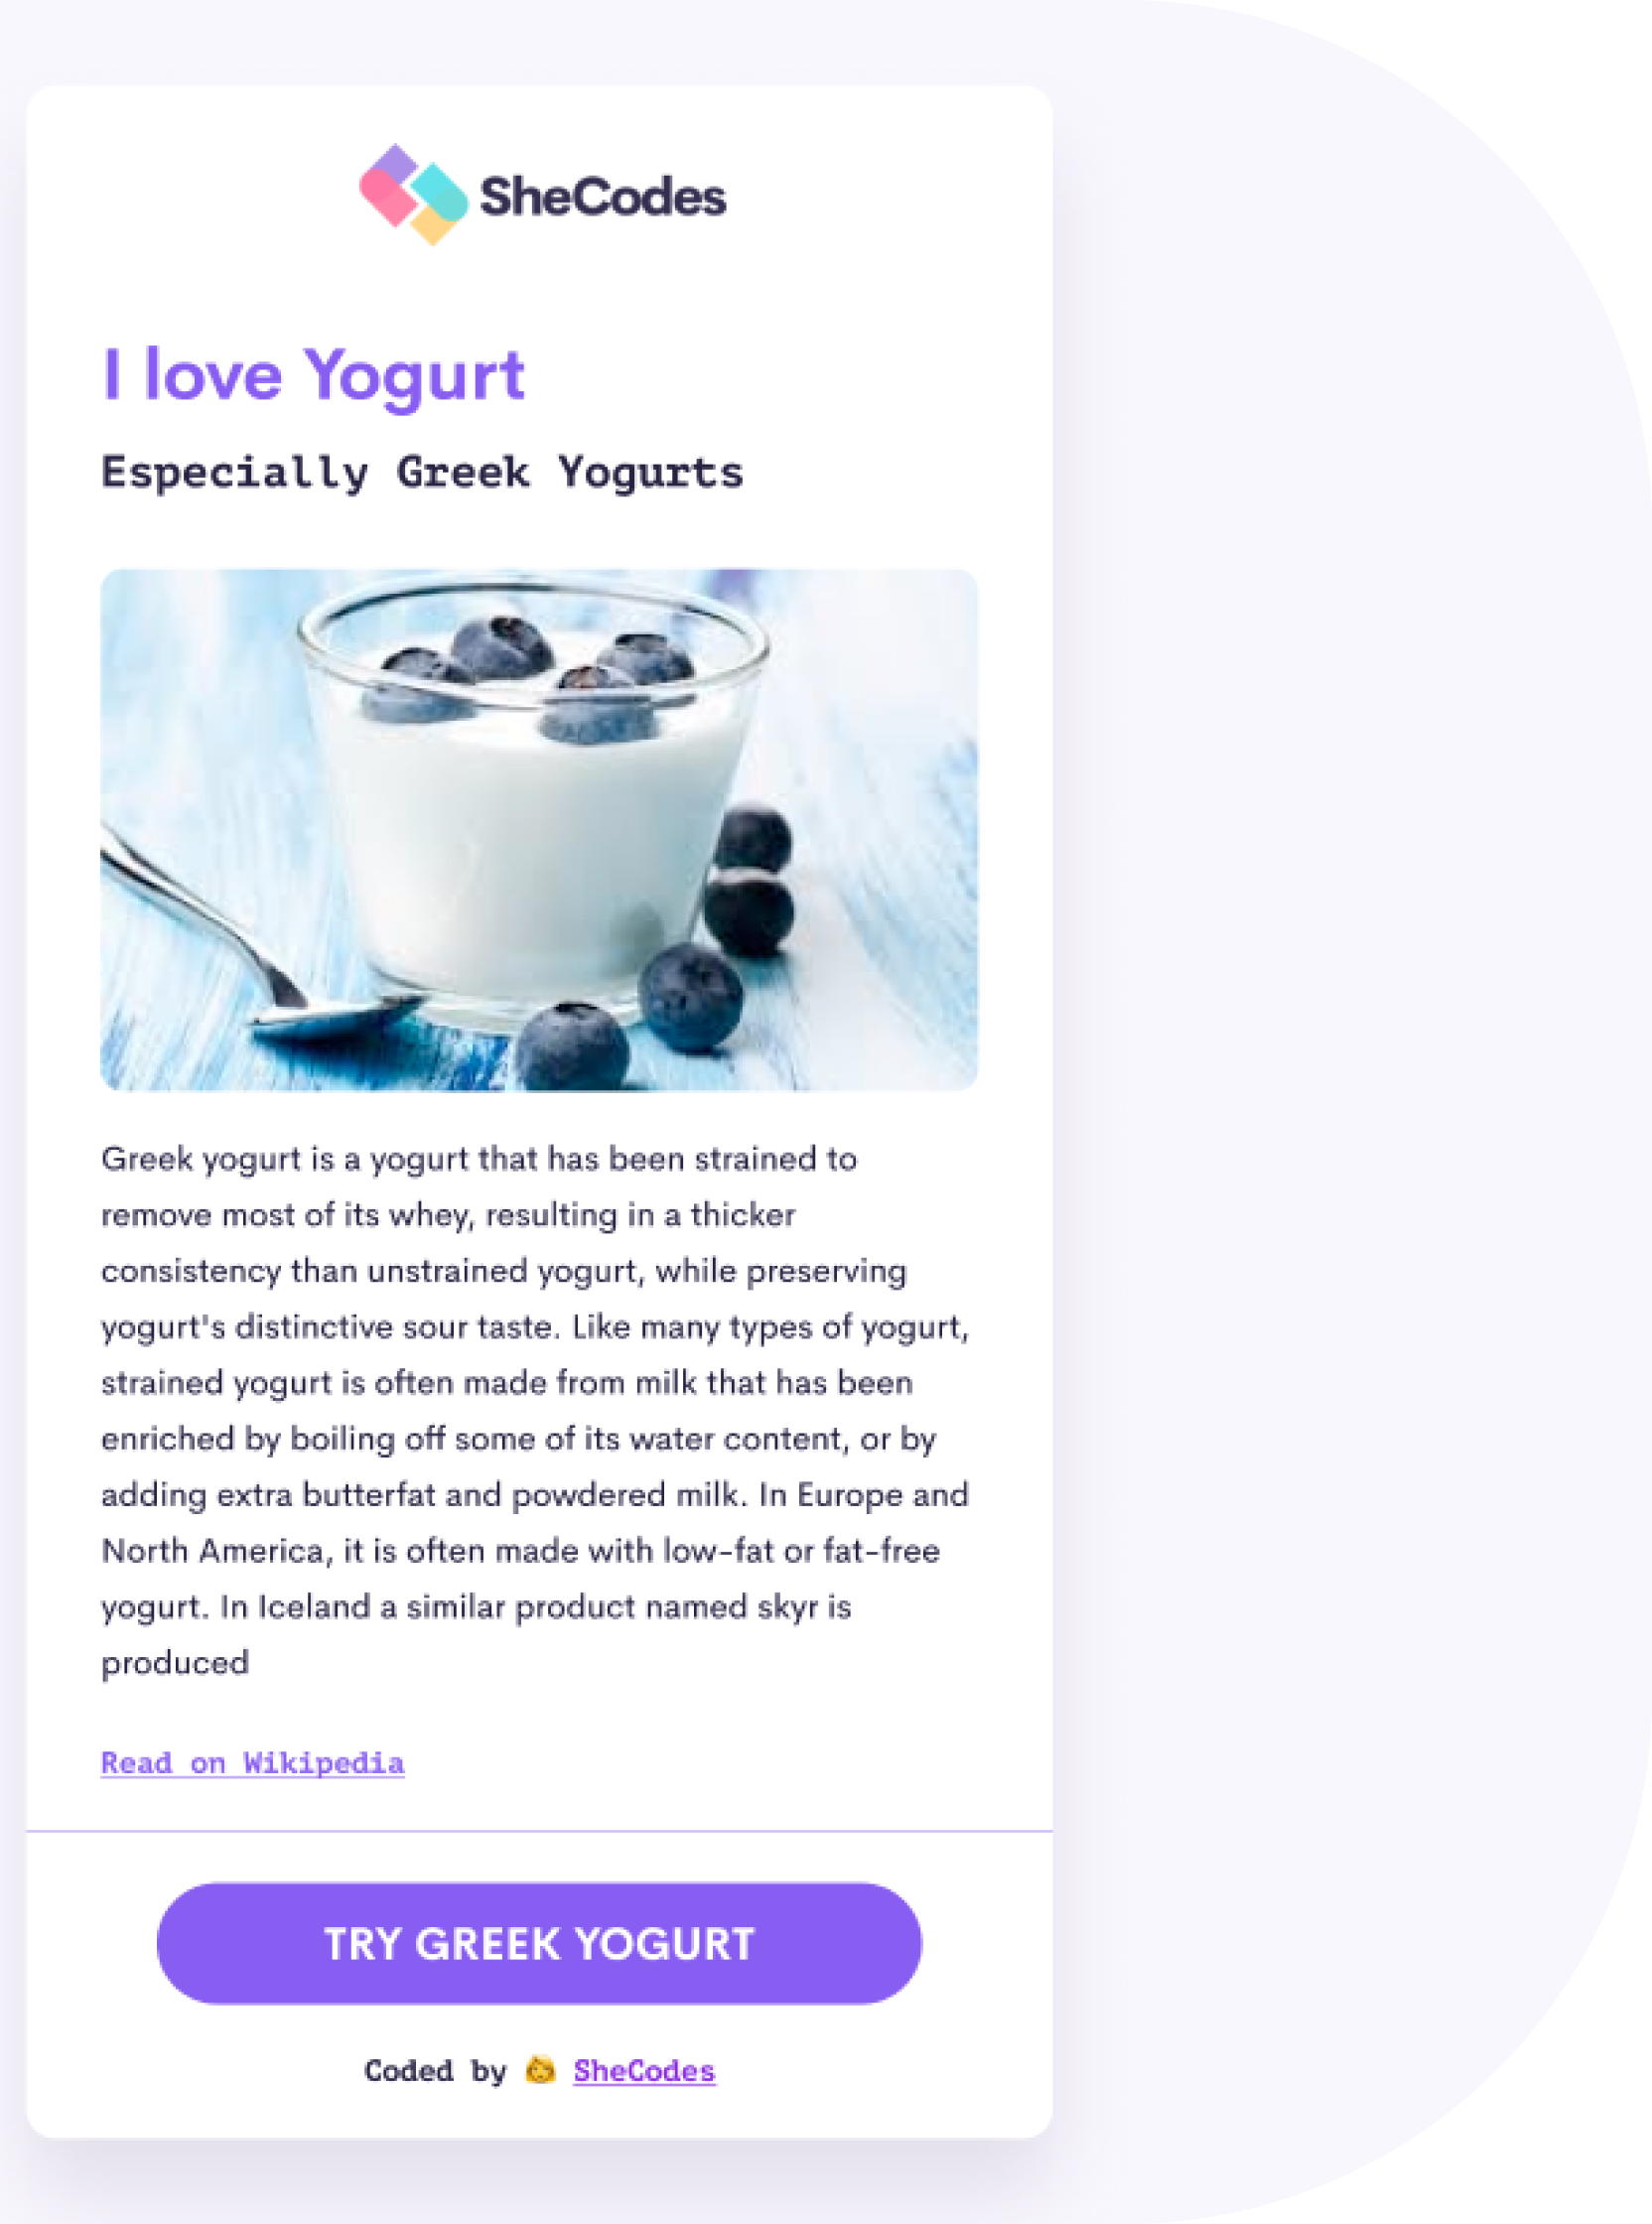 SheCodes
I love Yogurt
Especially Greek Yogurts
Greek yogurt is a yogurt that has been strained to
remove most of its whey, resulting in a thicker
consistency than unstrained yogurt, while preserving
yogurt's distinctive sour taste. Like many types of yogurt,
strained yogurt is often made from milk that has been
enriched by boiling off some of its water content, or by
adding extra butterfat and powdered milk. In Europe and
North America, it is often made with low-fat or fat-free
yogurt. In Iceland a similar product named skyr is
produced
Read on Wikipedia
TRY GREEK YOGURT
Coded by 👩 SheCodes